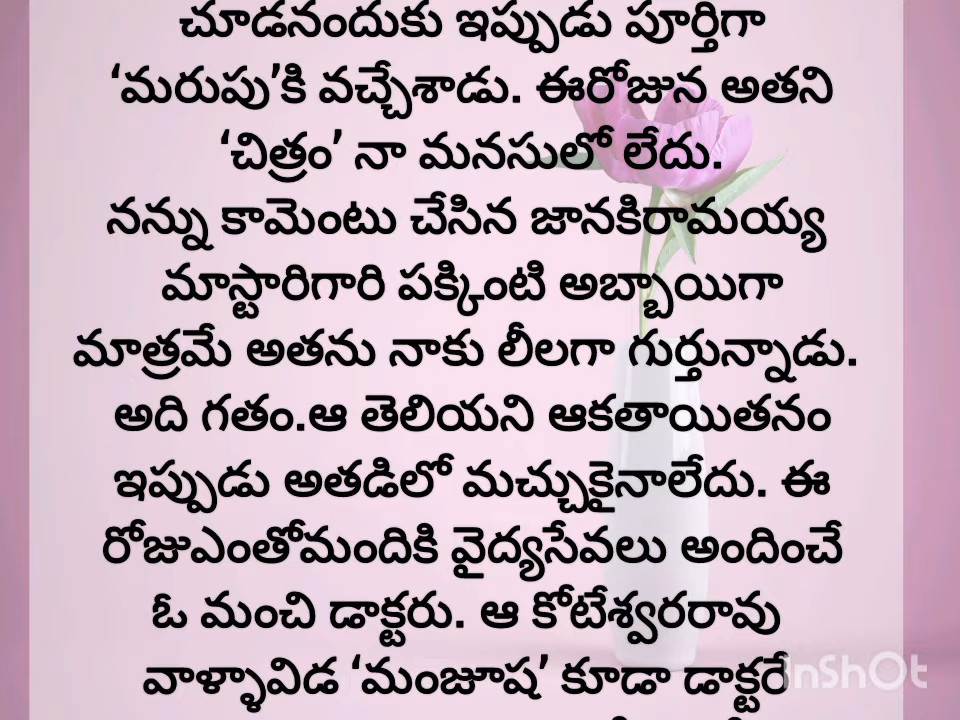 చూడనందుకు ఇప్పుడు పూర్తిగా
‘మరుపు’కి వచ్చేశాడు. ఈరోజున అతని
‘చిత్రం’ నా మనసులో లేదు.
నన్ను కామెంటు చేసిన జానకిరామయ్య
మాస్టారిగారి పక్కింటి అబ్బాయిగా
మాత్రమే అతను నాకు లీలగా గుర్తున్నాడు.
అది గతం.ఆ తెలియని ఆకతాయితనం
ఇప్పుడు అతడిలో మచ్చుకైనాలేదు. ఈ
రోజుఎంతోమందికి వైద్యసేవలు అందించే
ఓ మంచి డాక్టరు. ఆ కోటేశ్వరరావు
వాళ్ళావిడ ‘మంజూష’ కూడా డాక్టరే
InShOt